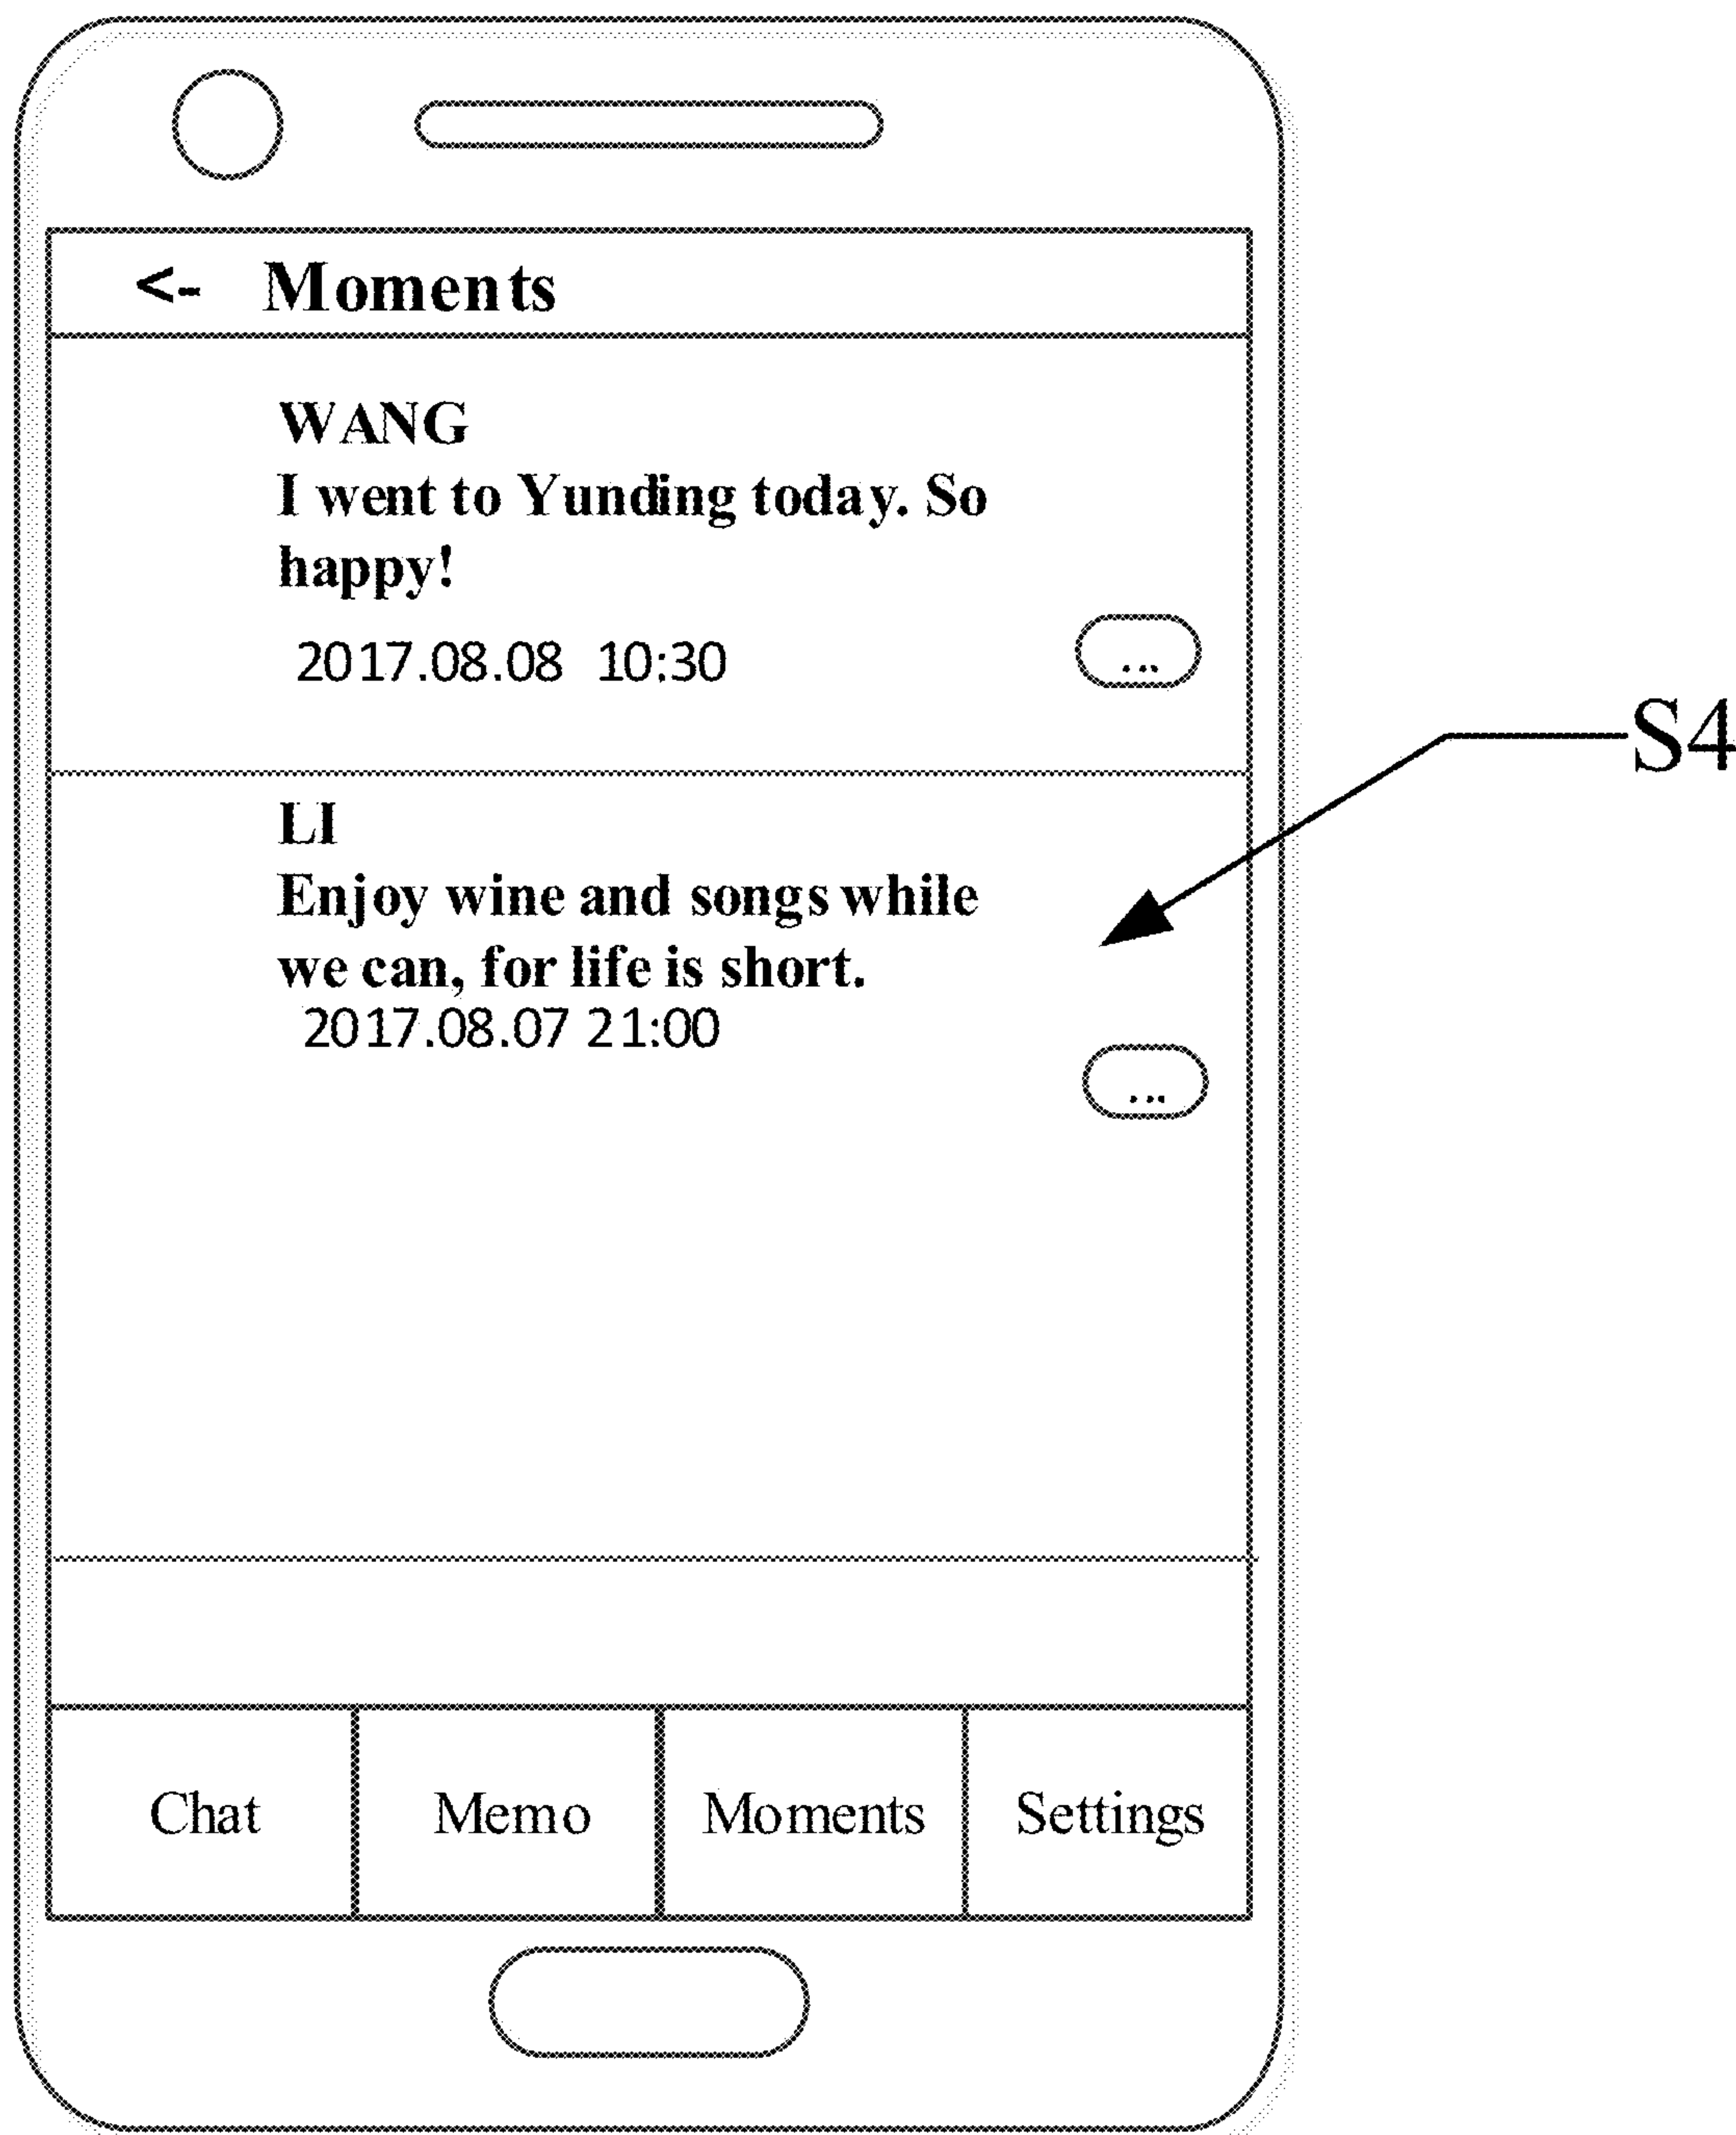 <- Moments
WANG
I went to Yunding today. So
happy!
2017.08.08 10:30
...
S4
LI
Enjoy wine and songs while
we can, for life is short.
2017.08.07 21:00
...
Chat Memo Moments Settings